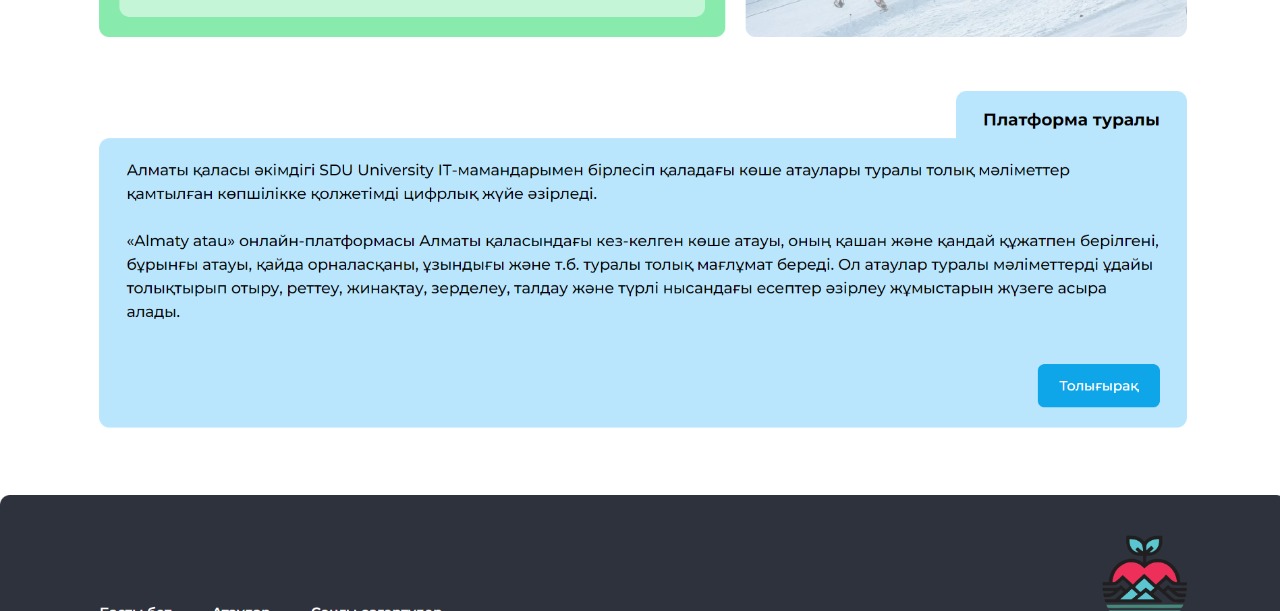 Платформа туралы
Алматы қаласы әкімдігі SDU University IT-мамандарымен бірлесіп қаладағы көше атаулары туралы толық мәліметтер
қамтылған көпшілікке қолжетімді цифрлық жүйе әзірледі.
«Almaty atau» онлайн-платформасы Алматы қаласындағы кез-келген көше атауы, оның қашан және қандай құжатпен берілгені,
бұрынғы атауы, қайда орналасқаны, ұзындығы және т.б. туралы толық мағлұмат береді. Ол атаулар туралы мәліметтерді ұдайы
толықтырып отыру, реттеу, жинақтау, зерделеу, талдау және түрлі нысандағы есептер әзірлеу жұмыстарын жүзеге асыра
алады.
Толығырақ